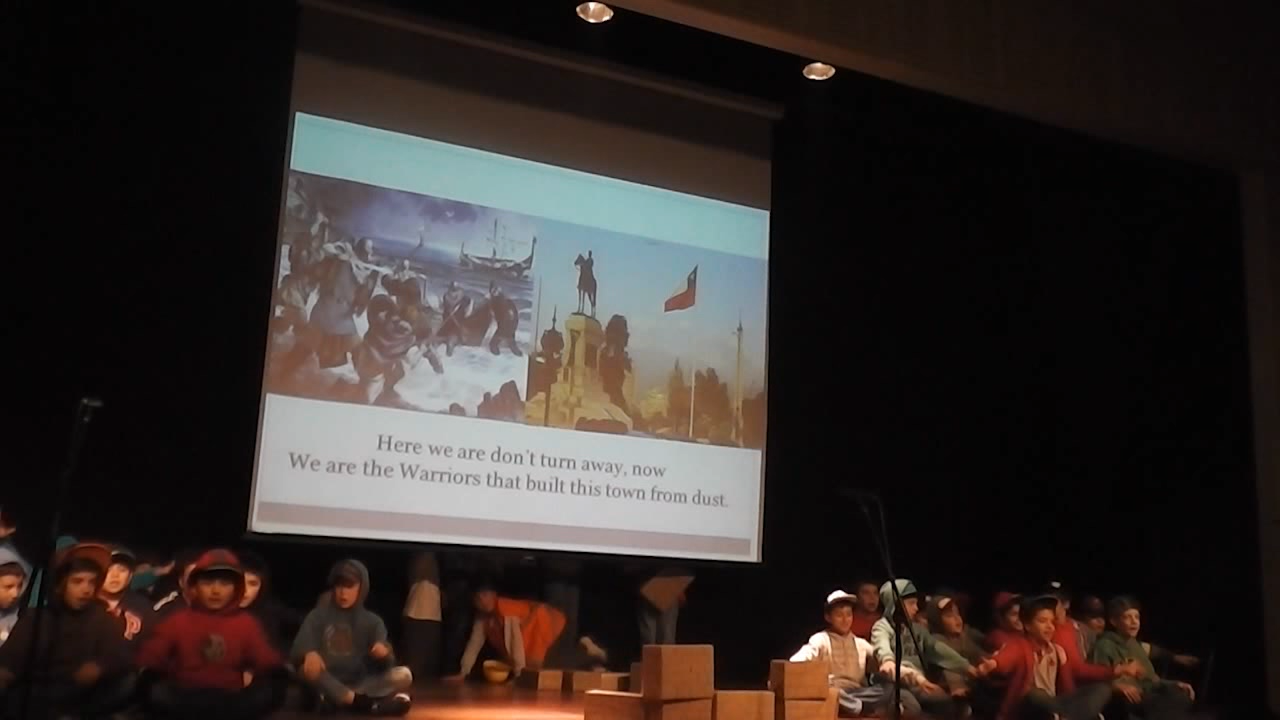 Here we are don't turn away, now
We are the Warriors that built this town from dust.